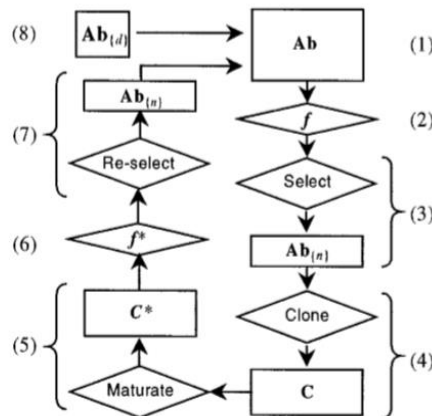 (8) Ab{d} Ab (1)
f (2)
Ab{n}
(7) Re-select Select (3)
(6) f* Ab{n}
C* Clone
(5) (4)
Maturate C